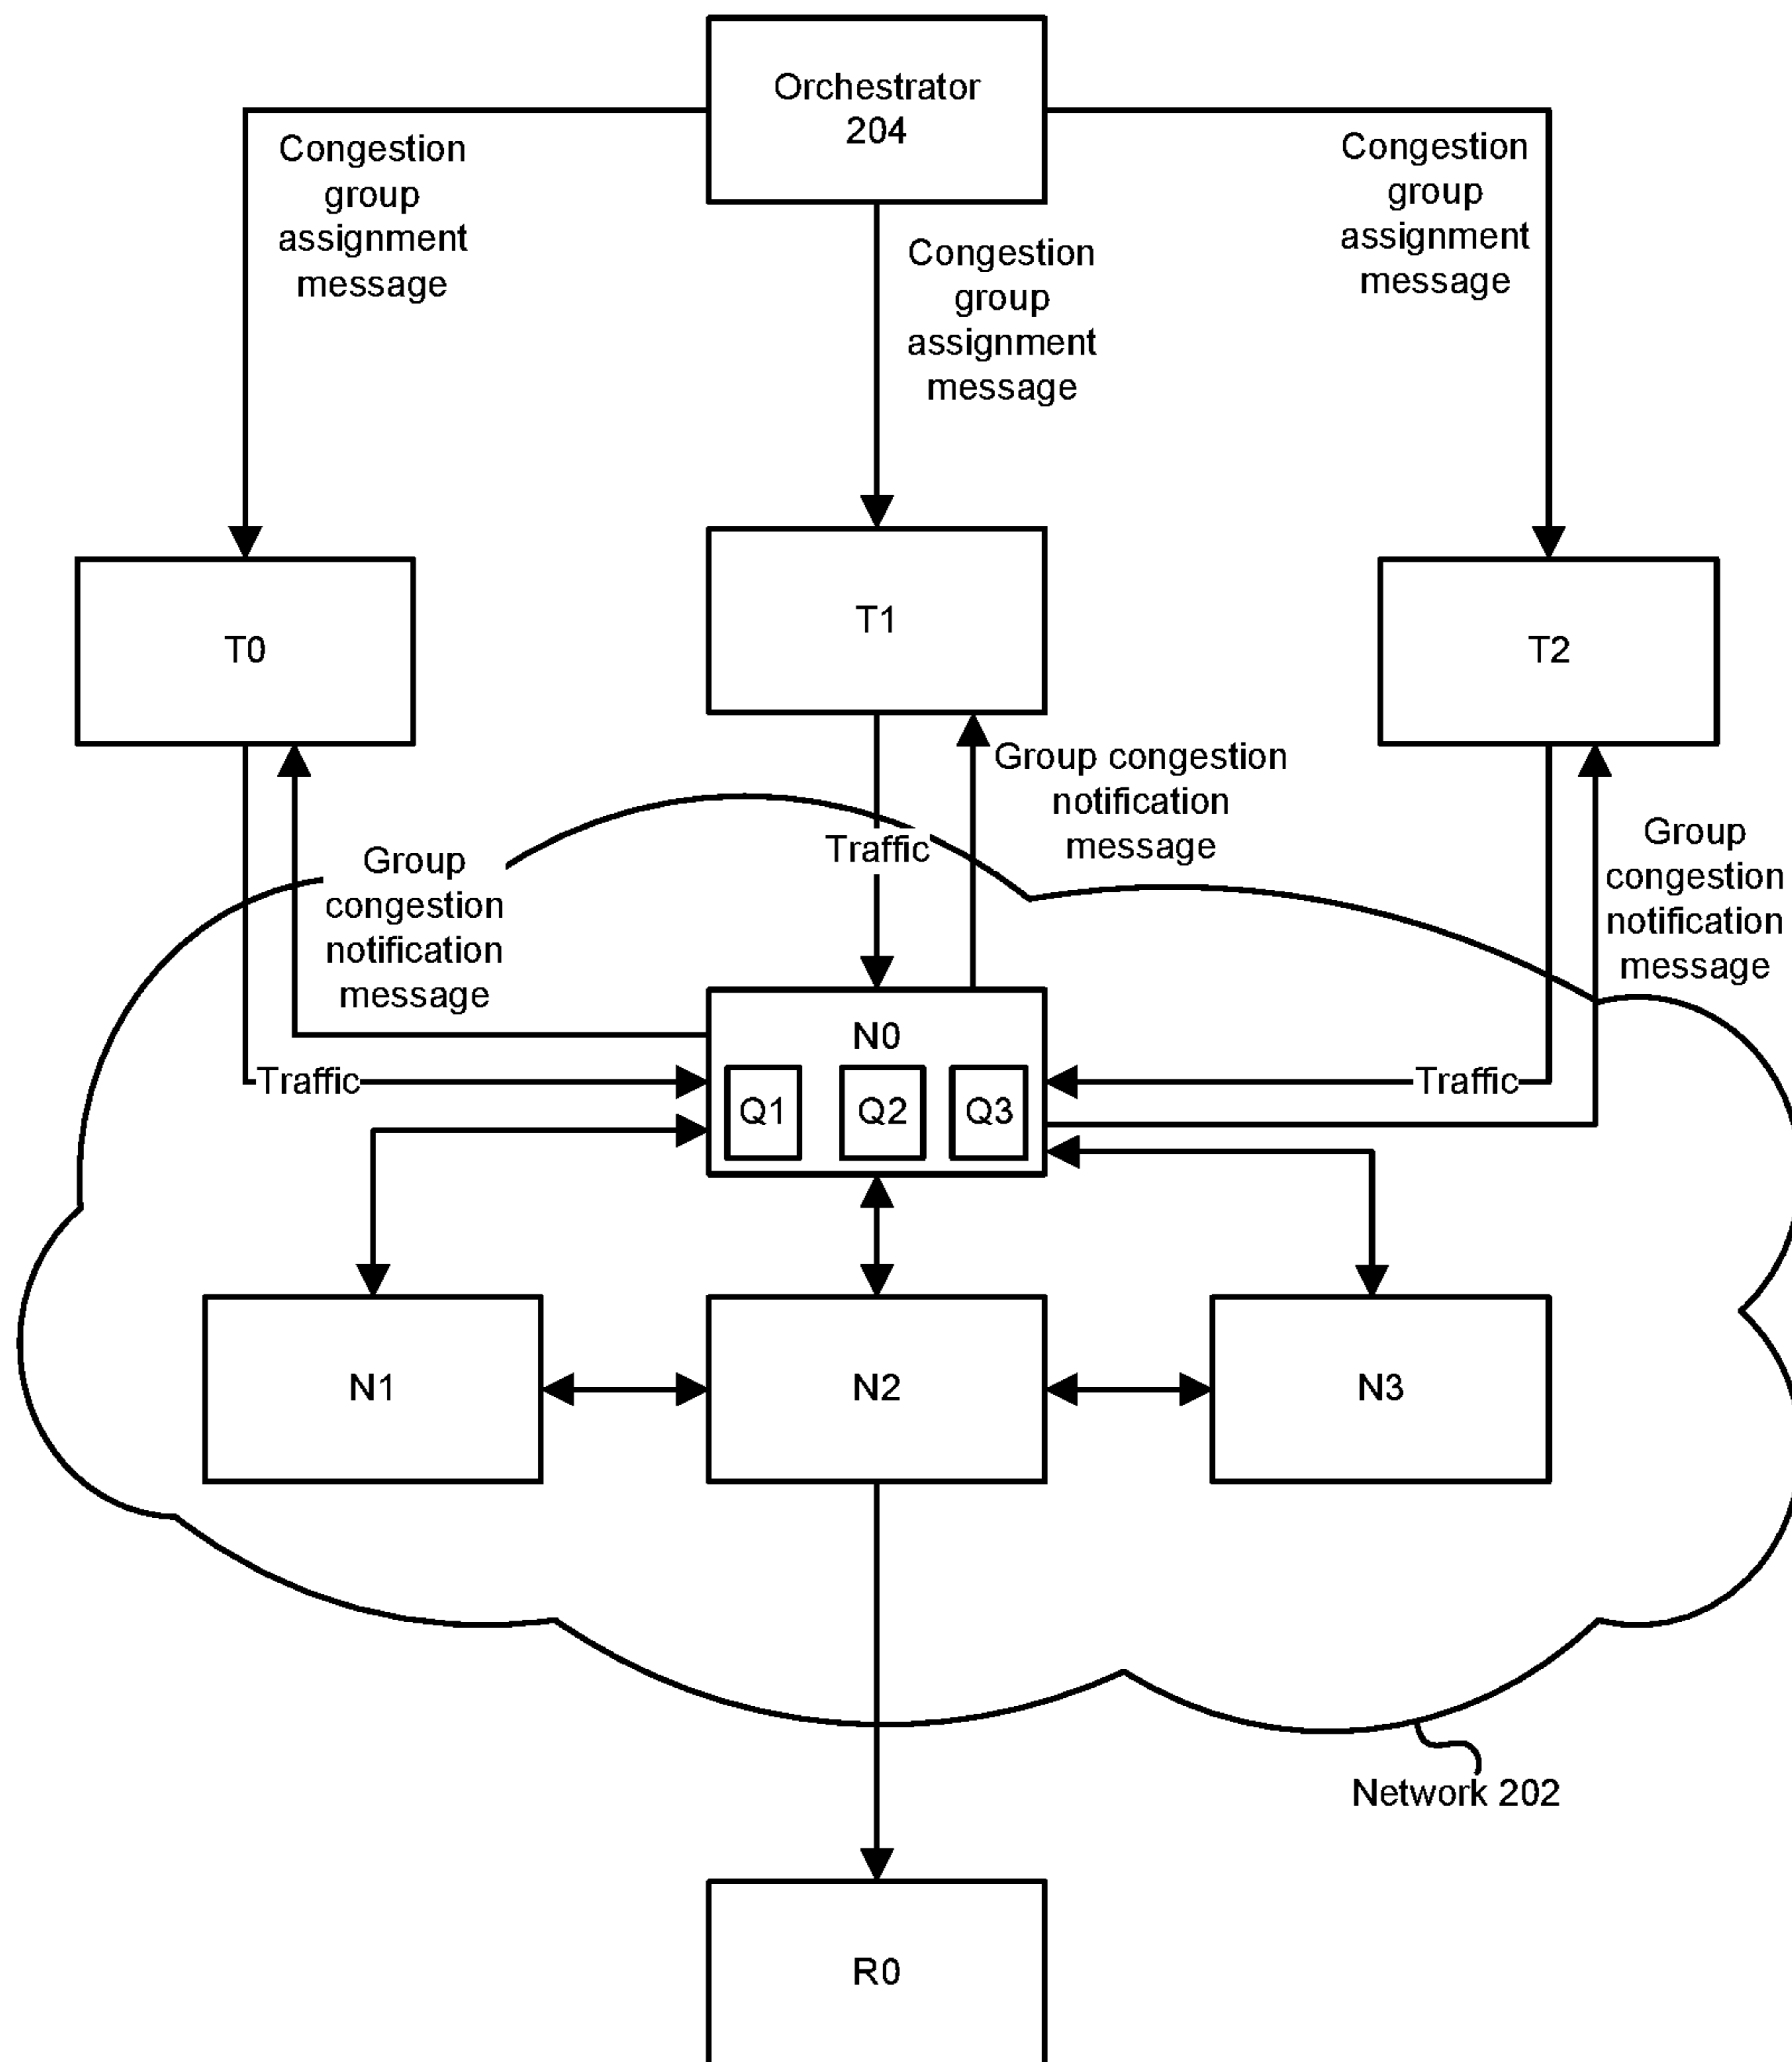 Orchestrator
204
Congestion
group
assignment
message
Congestion
group
assignment
message
Congestion
group
assignment
message
T0
T1
T2
Group congestion
notification
message
Traffic
Group
congestion
notification
message
Group
congestion
notification
message
N0
Traffic
Traffic
Q1
Q2
Q3
N1
N2
N3
Network 202
R0